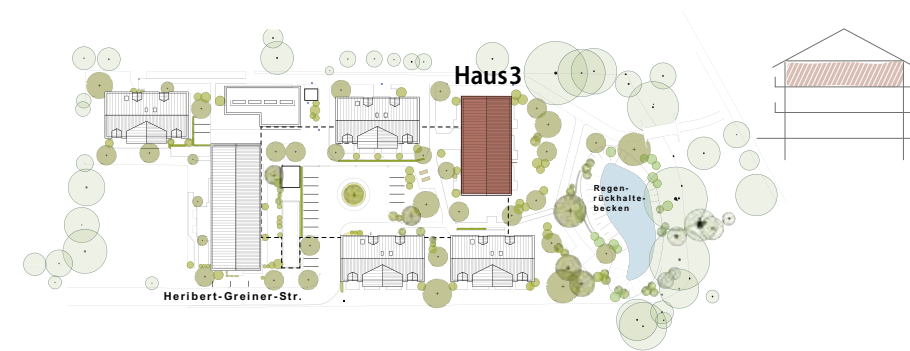 Haus3
Regen-
rückhalte-
becken
Heribert-Greiner-Str.